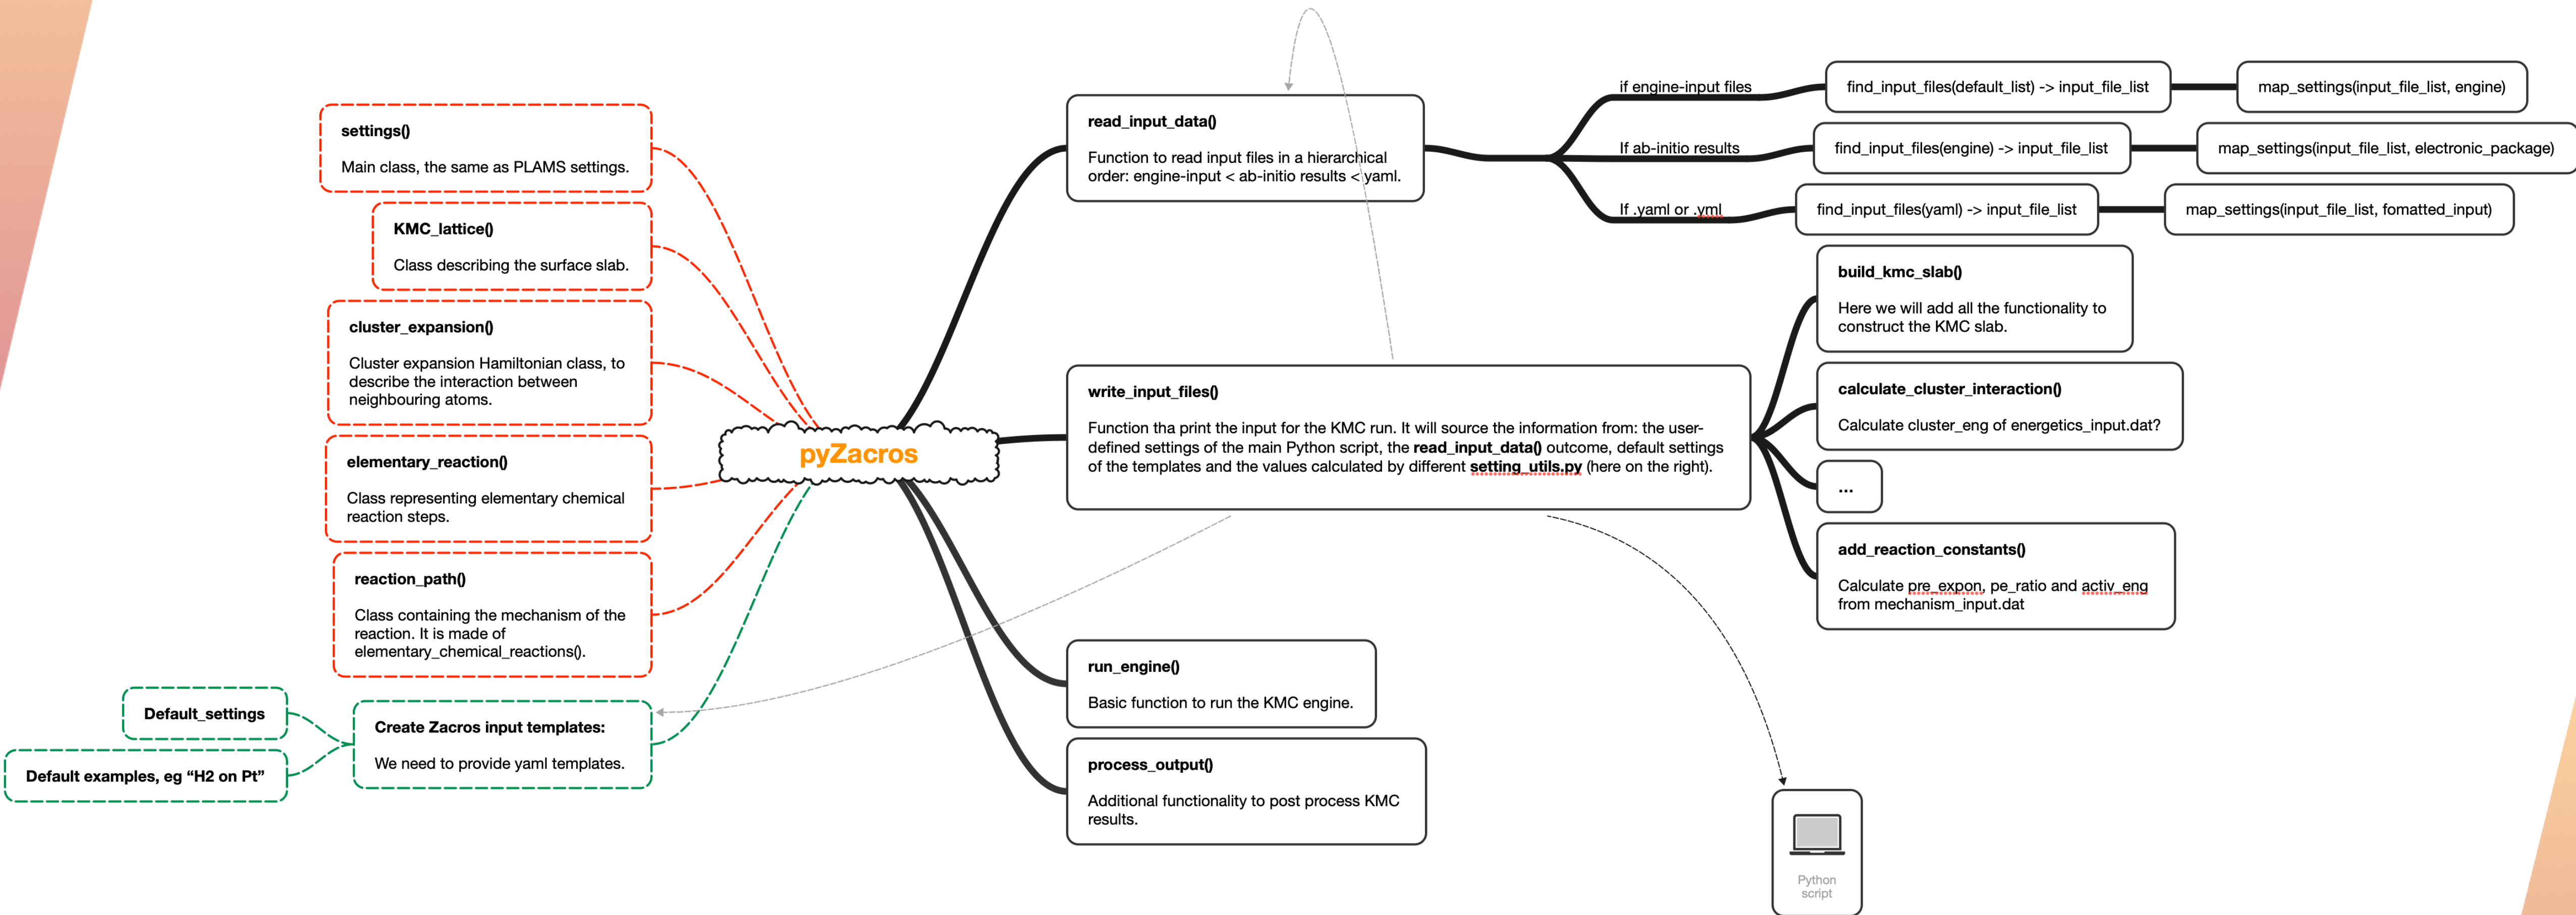 settings()
Main class, the same as PLAMS settings.
KMC_lattice()
Class describing the surface slab.
cluster_expansion()
Cluster expansion Hamiltonian class, to
describe the interaction between
neighbouring atoms.
elementary_reaction()
Class representing elementary chemical
reaction steps.
reaction_path()
Class containing the mechanism of the
reaction. It is made of
elementary_chemical_reactions().
Default_settings
Default examples, eg “H2 on Pt”
Create Zacros input templates:
We need to provide yaml templates.
pyZacros
read_input_data()
Function to read input files in a hierarchical
order: engine-input < ab-initio results < yaml.
if engine-input files
find_input_files(default_list) -> input_file_list
map_settings(input_file_list, engine)
If ab-initio results
find_input_files(engine) -> input_file_list
map_settings(input_file_list, electronic_package)
If .yaml or .yml
find_input_files(yaml) -> input_file_list
map_settings(input_file_list, fomatted_input)
write_input_files()
Function tha print the input for the KMC run. It will source the information from: the user-
defined settings of the main Python script, the read_input_data() outcome, default settings
of the templates and the values calculated by different setting_utils.py (here on the right).
build_kmc_slab()
Here we will add all the functionality to
construct the KMC slab.
calculate_cluster_interaction()
Calculate cluster_eng of energetics_input.dat?
...
add_reaction_constants()
Calculate pre_expon, pe_ratio and activ_eng
from mechanism_input.dat
run_engine()
Basic function to run the KMC engine.
process_output()
Additional functionality to post process KMC
results.
Python
script